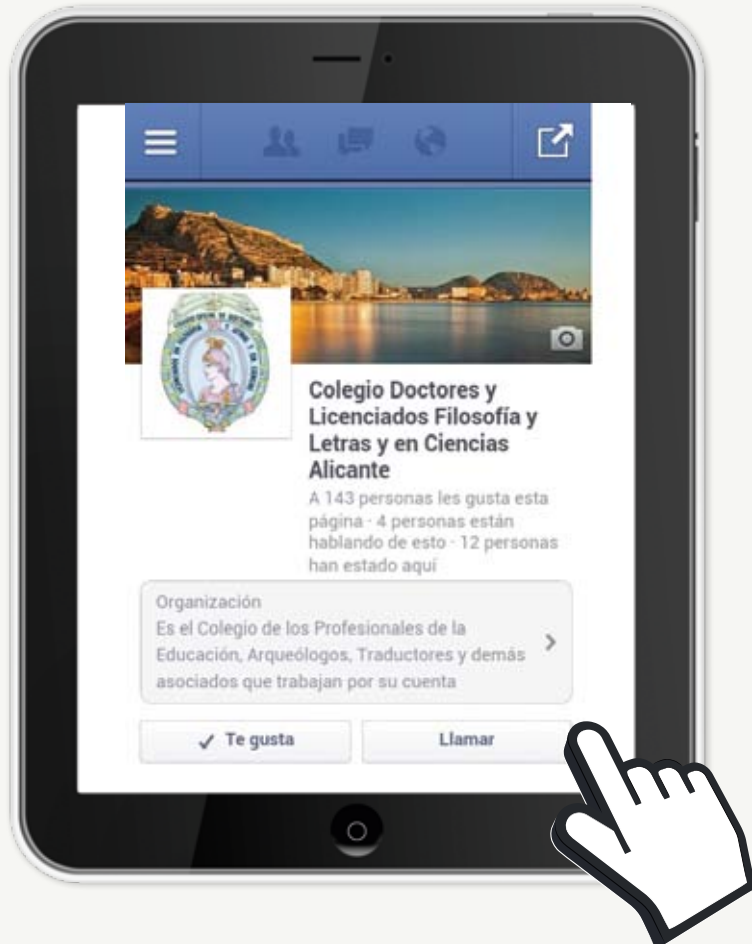 Colegio Doctores y
Licenciados Filosofía y
Letras y en Ciencias
Alicante
A 143 personas les gusta esta
página · 4 personas están
hablando de esto · 12 personas
han estado aquí
Organización
Es el Colegio de los Profesionales de la
Educación, Arqueólogos, Traductores y demás
asociados que trabajan por su cuenta
Te gusta
Llamar